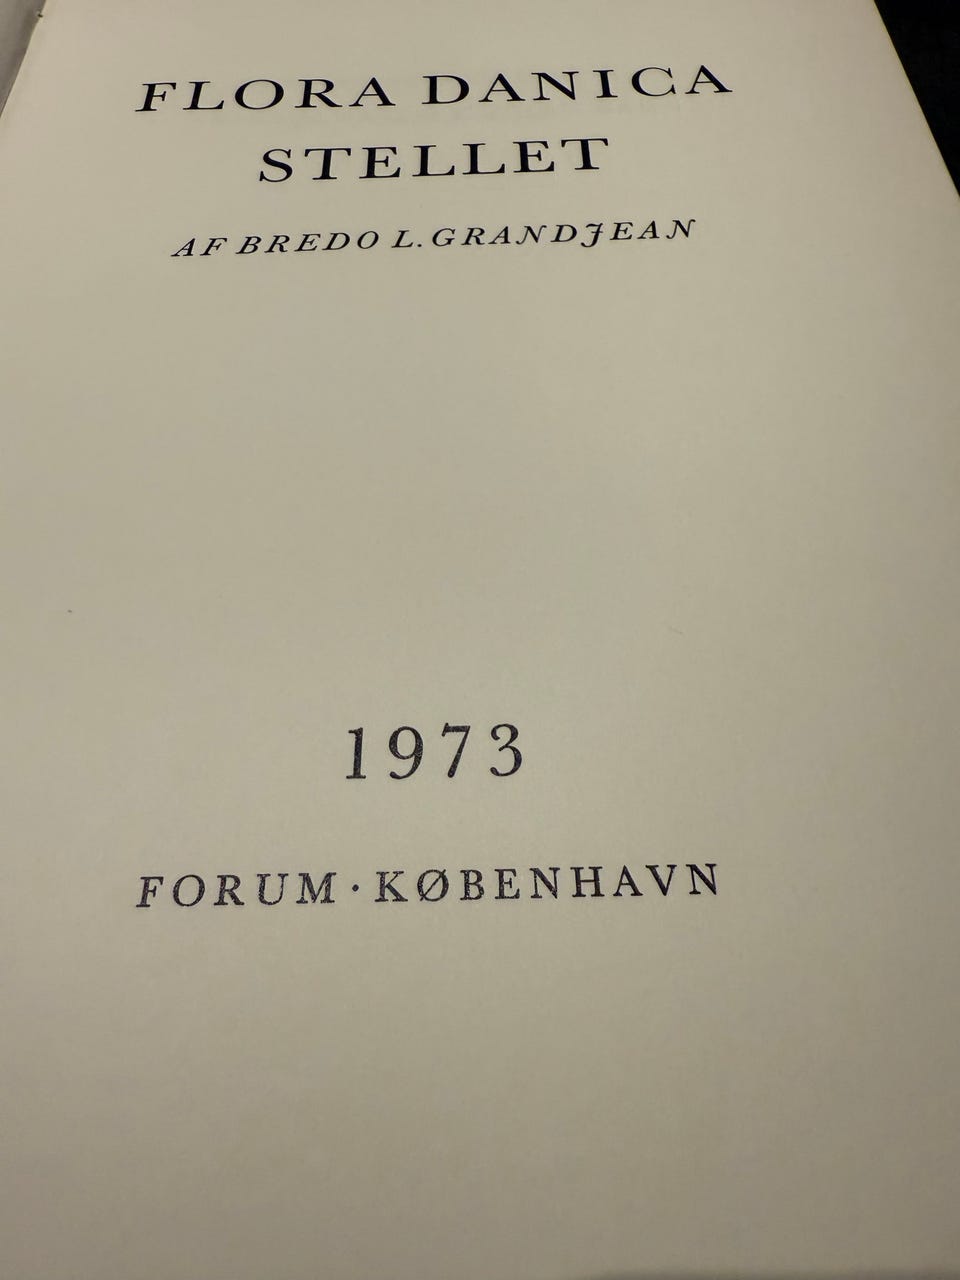 FLORA DANICA
STELLET
AF BREDO L. GRANDJEAN
1973
FORUM · KØBENHAVN